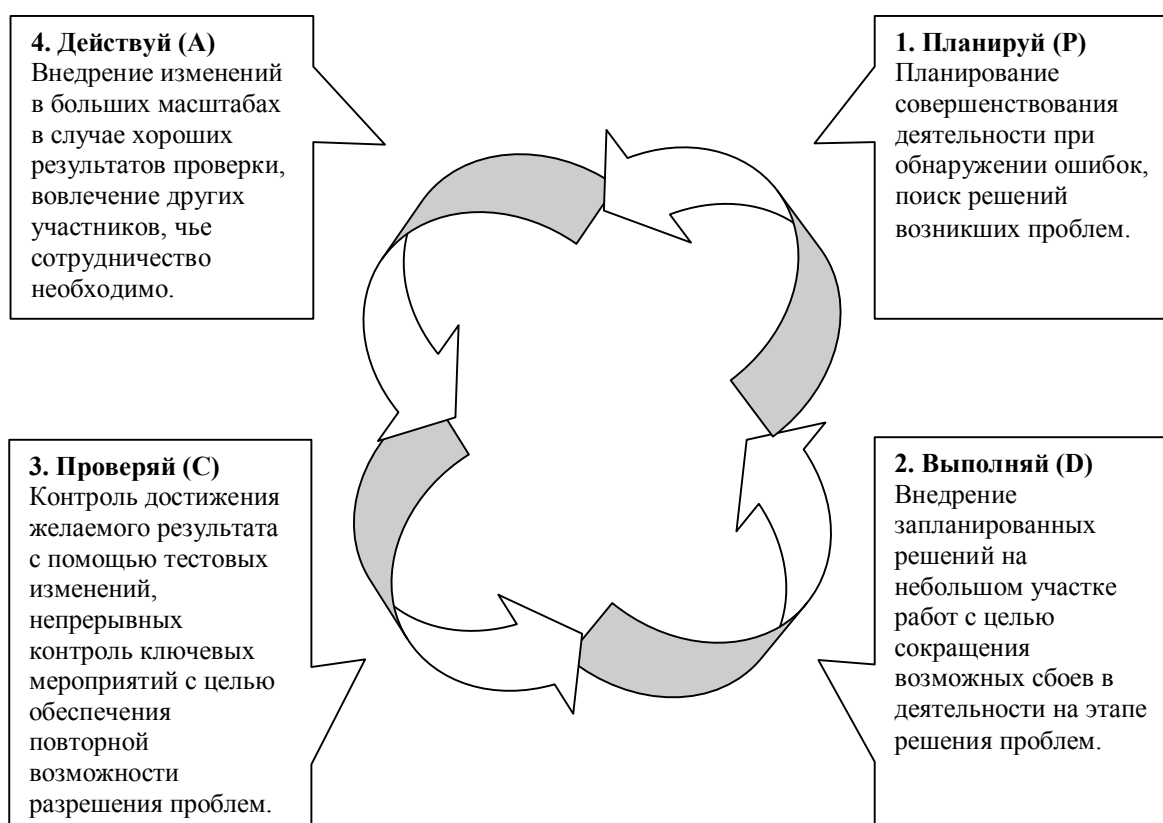 4. Действуй (A)
Внедрение изменений
в больших масштабах
в случае хороших
результатов проверки,
вовлечение других
участников, чье
сотрудничество
необходимо.
1. Планируй (P)
Планирование
совершенствования
деятельности при
обнаружении ошибок,
поиск решений
возникших проблем.
3. Проверяй (C)
Контроль достижения
желаемого результата
с помощью тестовых
изменений,
непрерывных
контроль ключевых
мероприятий с целью
обеспечения
повторной
возможности
разрешения проблем.
2. Выполняй (D)
Внедрение
запланированных
решений на
небольшом участке
работ с целью
сокращения
возможных сбоев в
деятельности на этапе
решения проблем.